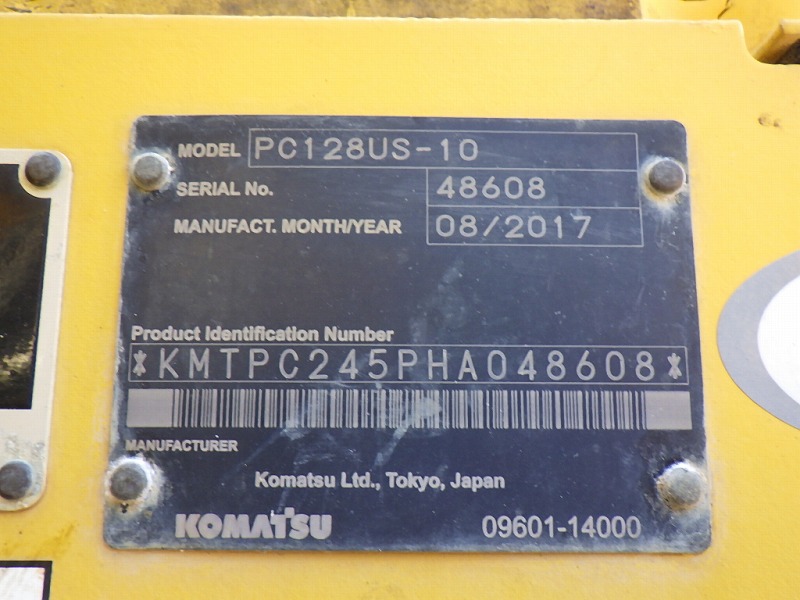 MODEL PC128US-10
SERIAL No. 48608
MANUFACT. MONTH/YEAR 08/2017
Product Identification Number
*KMTPC245PHA048608*
MANUFACTURER
Komatsu Ltd., Tokyo, Japan
KOMATSU 09601-14000